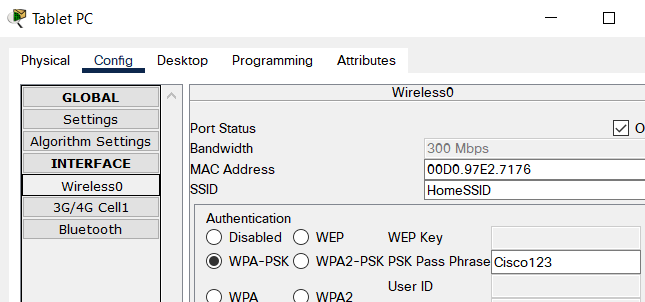 Tablet PC
Physical Config Desktop Programming Attributes
GLOBAL
Settings
Algorithm Settings
INTERFACE
Wireless0
3G/4G Cell1
Bluetooth
Wireless0
Port Status O
Bandwidth 300 Mbps
MAC Address 00D0.97E2.7176
SSID HomeSSID
Authentication
Disabled WEP WEP Key
WPA-PSK WPA2-PSK PSK Pass Phrase Cisco123
User ID
WPA WPA2